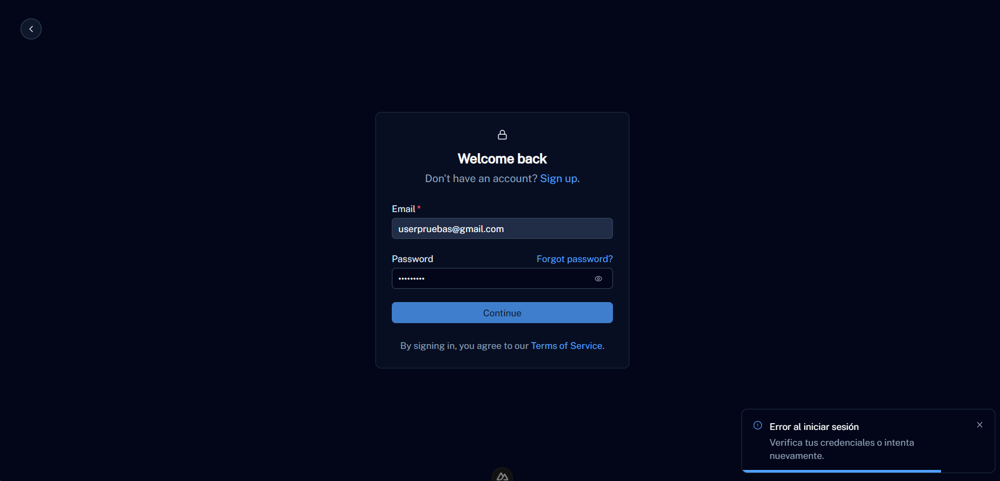 Welcome back
Don't have an account? Sign up.
Email*
userpruebas@gmail.com
Password Forgot password?
•••••••••
Continue
By signing in, you agree to our Terms of Service.
Error al iniciar sesión
Verifica tus credenciales o intenta
nuevamente.